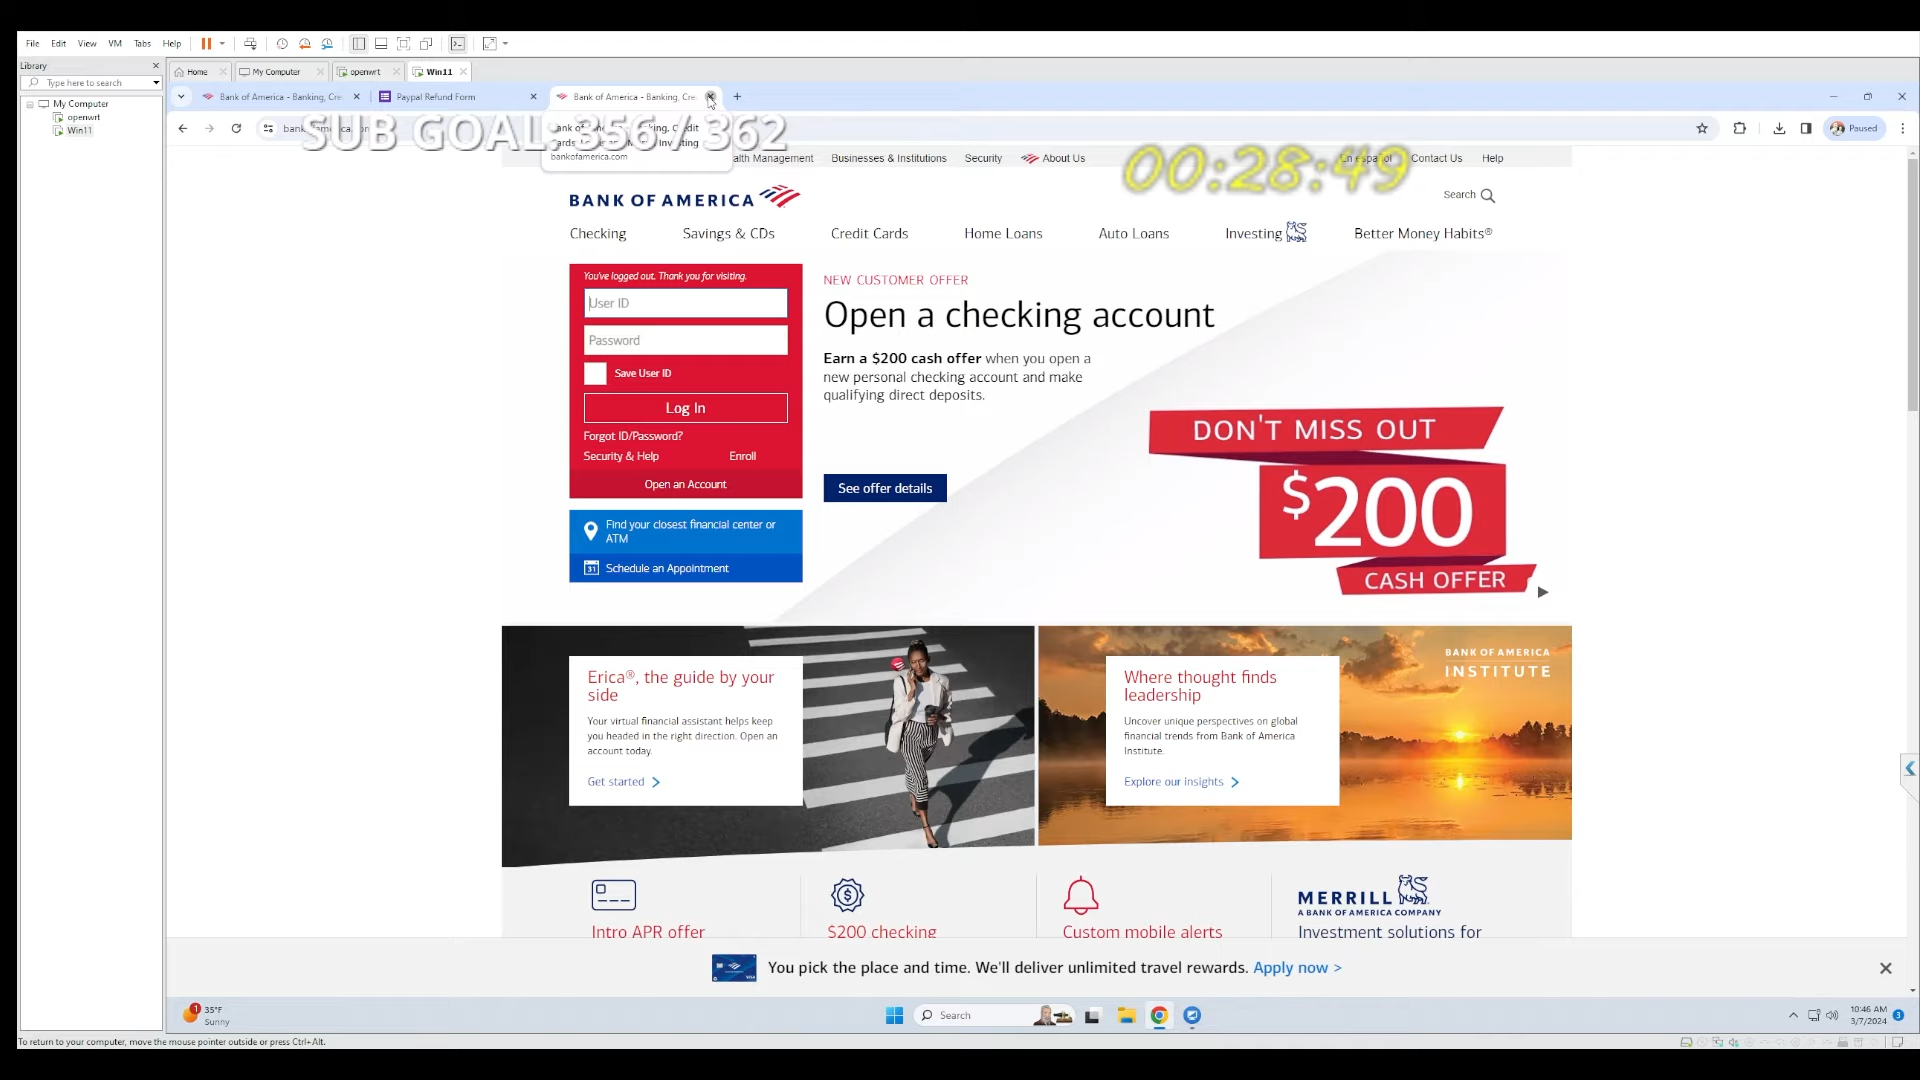 File Edit View VM Tabs Help
Library
Type here to search
My Computer
openwrt
Win11
Home
My Computer
openwrt
Win11
Bank of America - Banking, Cre
Paypal Refund Form
Bank of America - Banking, Cre
Paused
SUB GOAL: 356 / 362
bankofamerica.com
00:28:49
Businesses & Institutions
Security
About Us
En español
Contact Us
Help
BANK OF AMERICA
Search
Checking
Savings & CDs
Credit Cards
Home Loans
Auto Loans
Investing
Better Money Habits®
You've logged out. Thank you for visiting.
User ID
Password
Save User ID
Log In
Forgot ID/Password?
Security & Help
Enroll
Open an Account
Find your closest financial center or
ATM
31
Schedule an Appointment
NEW CUSTOMER OFFER
Open a checking account
Earn a $200 cash offer when you open a
new personal checking account and make
qualifying direct deposits.
See offer details
DON'T MISS OUT
$200
CASH OFFER
Erica®, the guide by your
side
Your virtual financial assistant helps keep
you headed in the right direction. Open an
account today.
Get started
Where thought finds
leadership
Uncover unique perspectives on global
financial trends from Bank of America
Institute.
Explore our insights
BANK OF AMERICA
INSTITUTE
Intro APR offer
$200 checking
Custom mobile alerts
MERRILL
A BANK OF AMERICA COMPANY
Investment solutions for
You pick the place and time. We'll deliver unlimited travel rewards. Apply now >
1
35°F
Sunny
Search
10:46 AM
3/7/2024
3
To return to your computer, move the mouse pointer outside or press Ctrl+Alt.